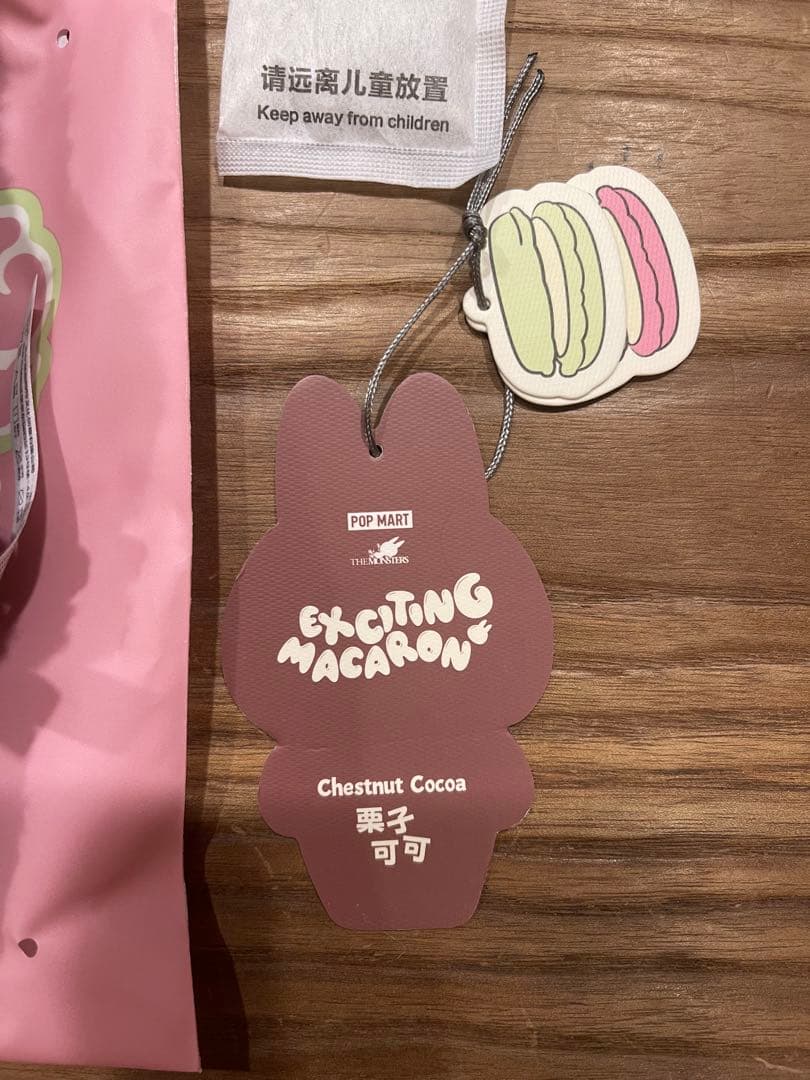 请远离儿童放置
Keep away from children
POP MART
THE MONSTERS
EXCITING
MACARON
Chestnut Cocoa
栗子
可可